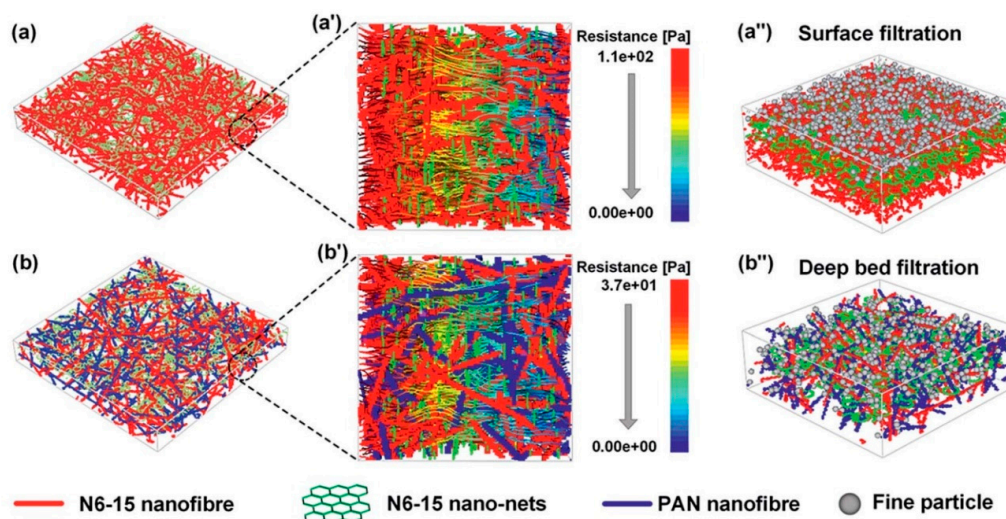 (a)
(a')
Resistance [Pa]
1.1e+02
0.00e+00
(a'')
Surface filtration
(b)
(b')
Resistance [Pa]
3.7e+01
0.00e+00
(b'')
Deep bed filtration
N6-15 nanofibre
N6-15 nano-nets
PAN nanofibre
Fine particle